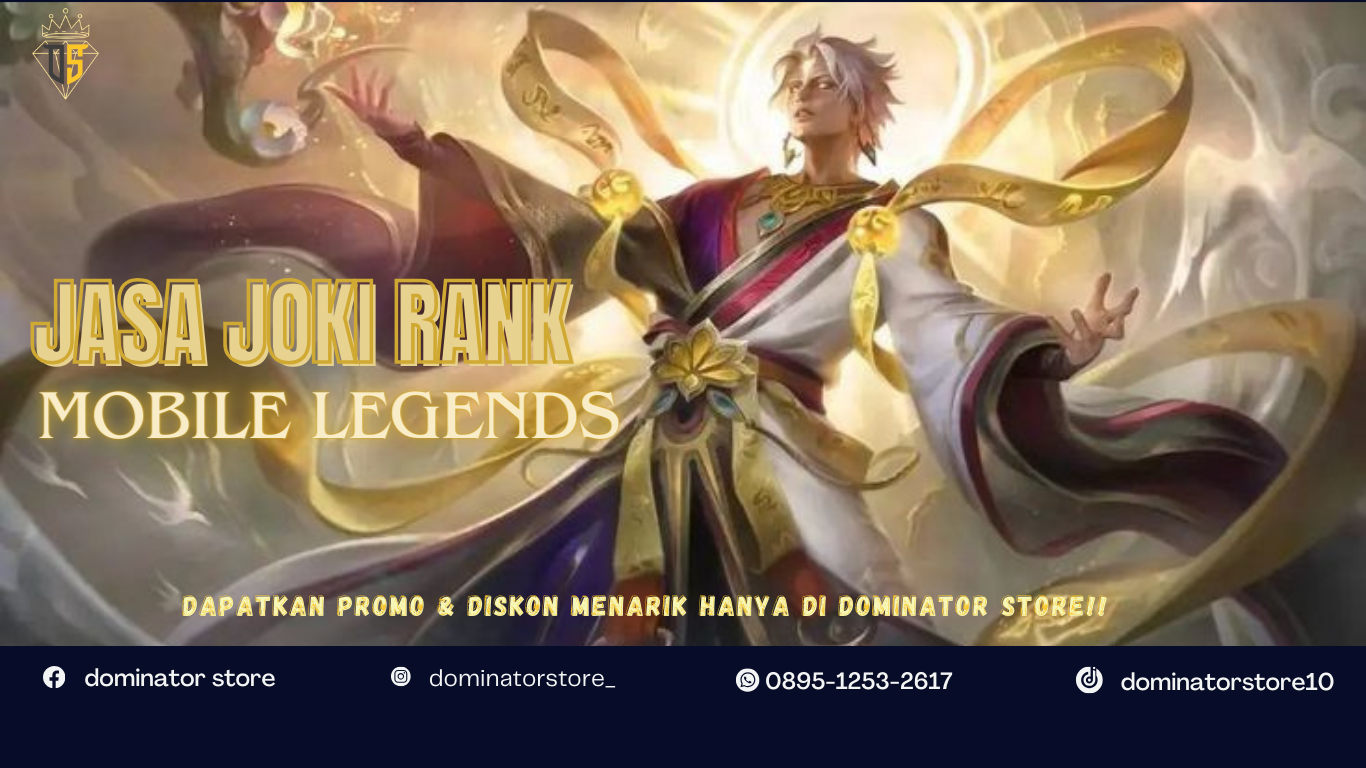 DS
JASA JOKI RANK
MOBILE LEGENDS
DAPATKAN PROMO & DISKON MENARIK HANYA DI DOMINATOR STORE!!
dominator store
dominatorstore_
0895-1253-2617
dominatorstore10